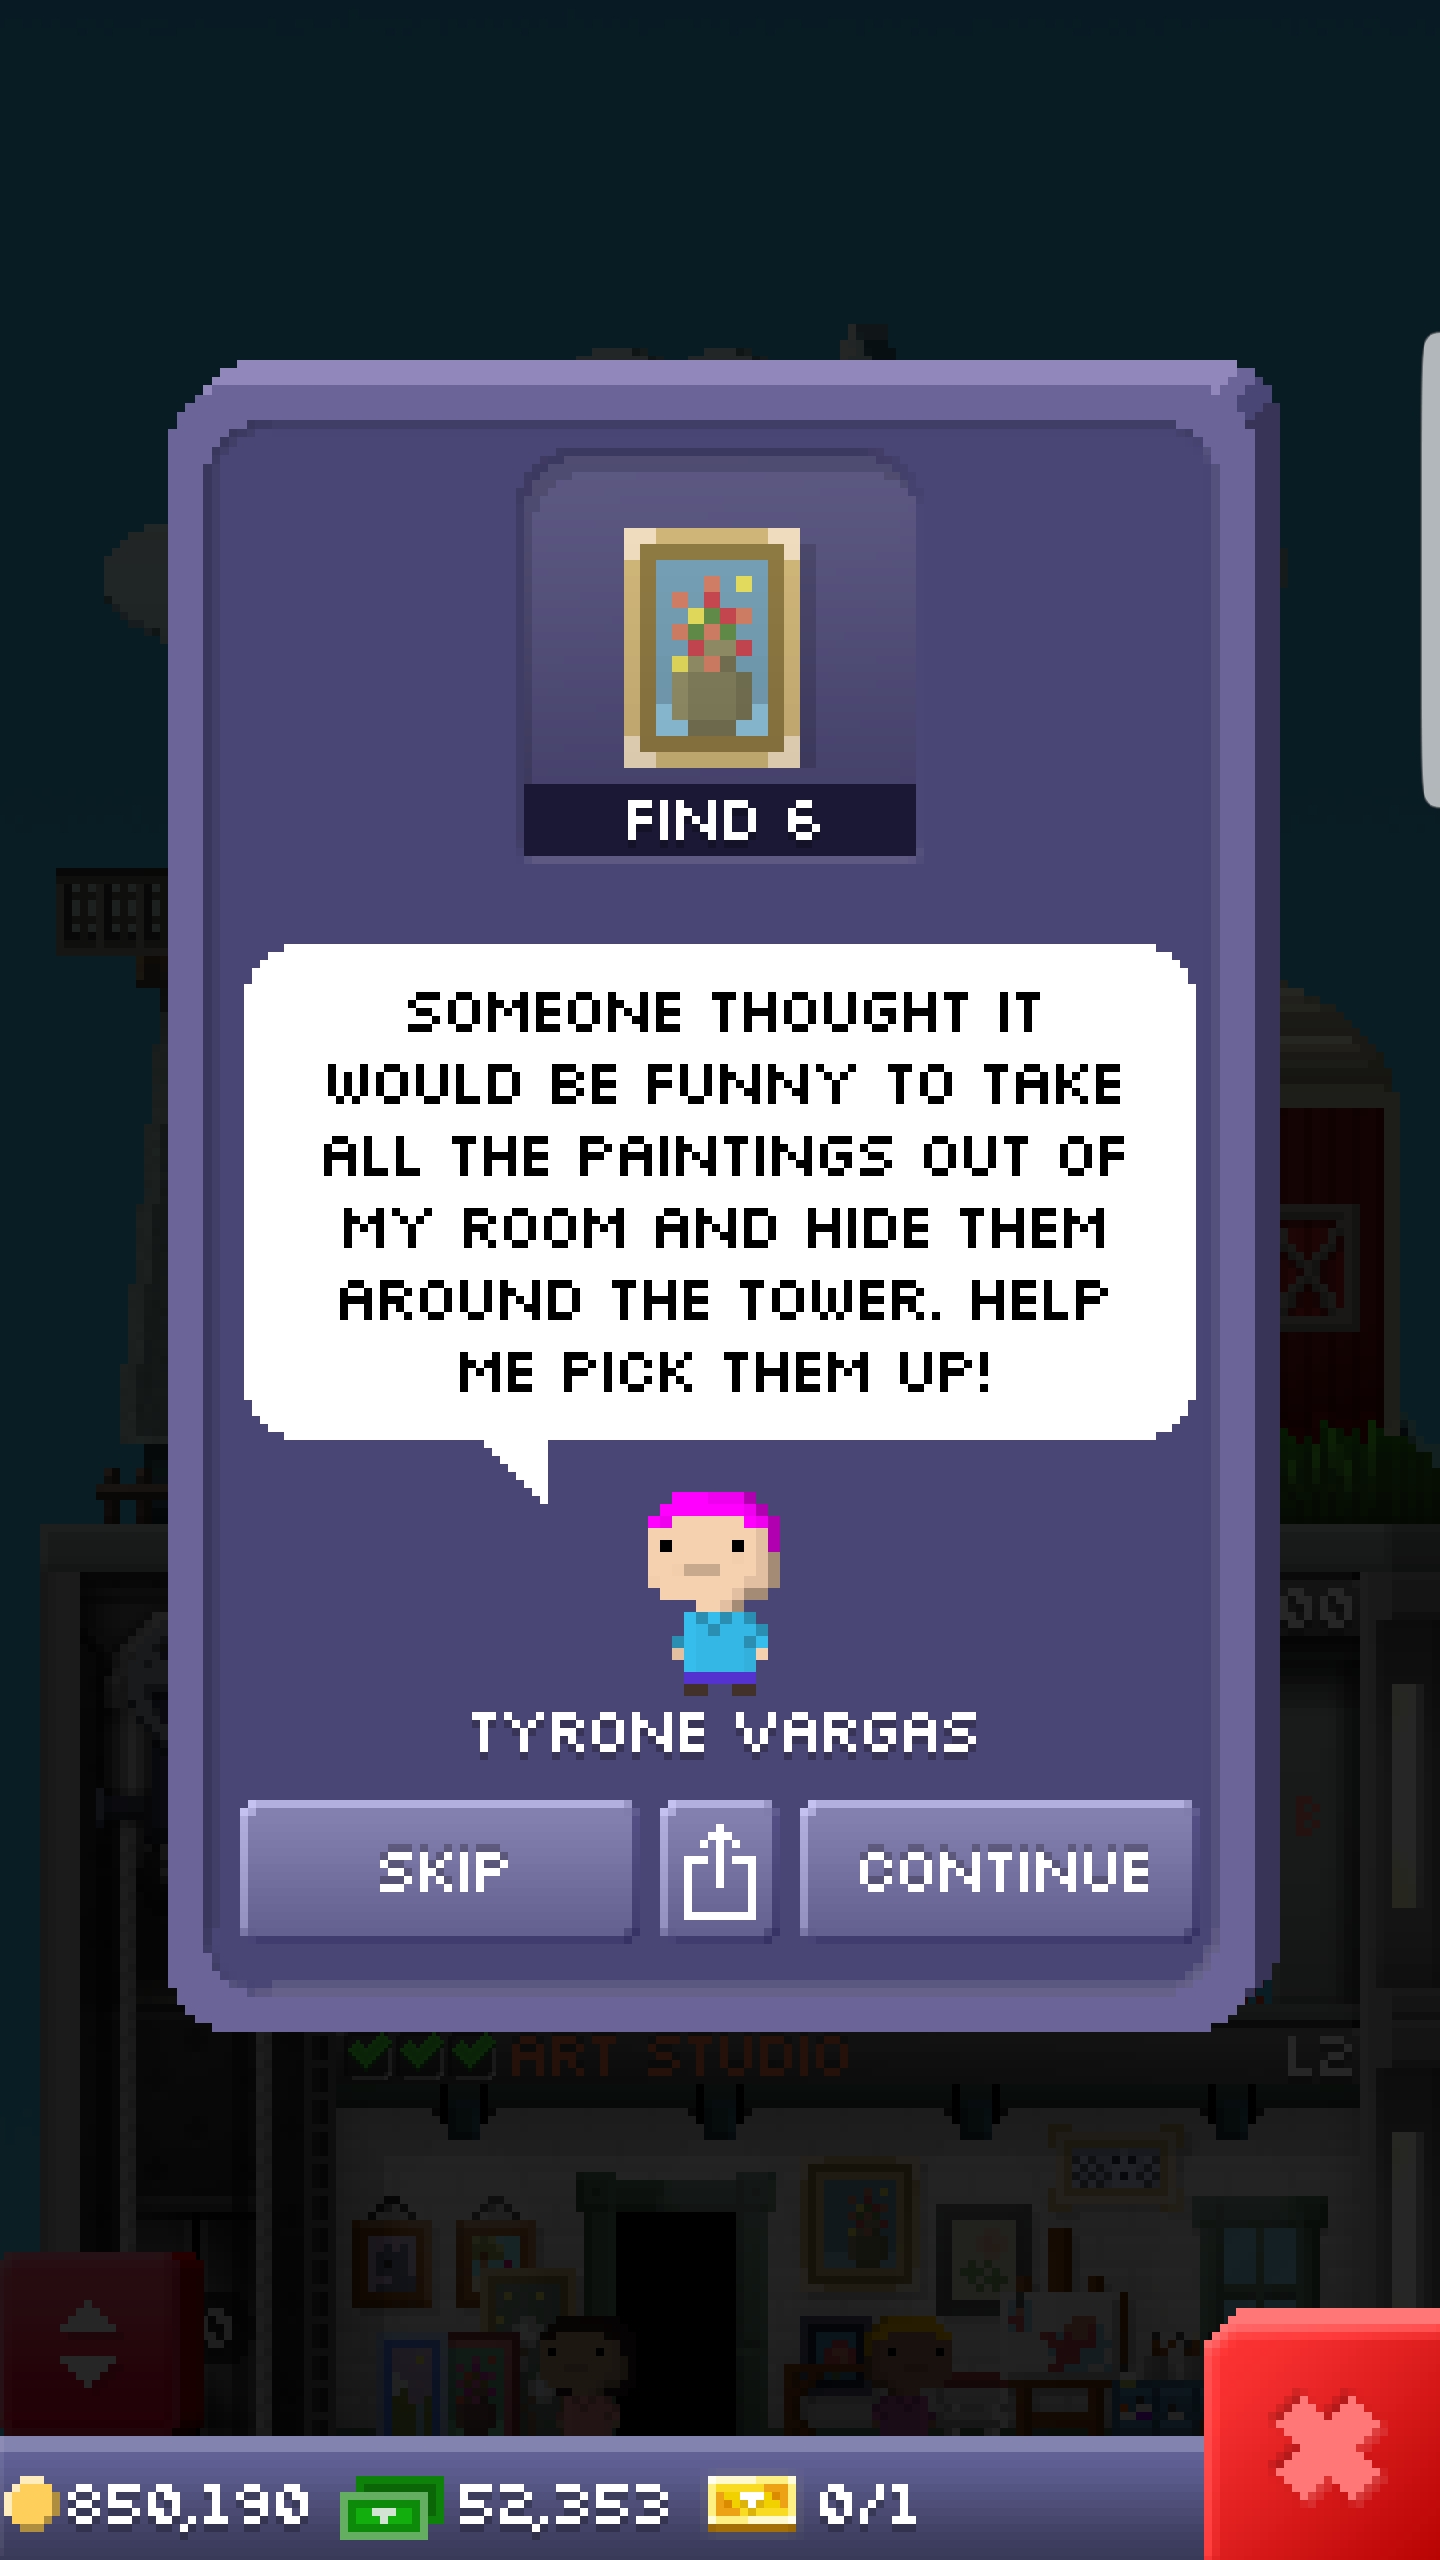 FIND 6
SOMEONE THOUGHT IT
WOULD BE FUNNY TO TAKE
ALL THE PAINTINGS OUT OF
MY ROOM AND HIDE THEM
AROUND THE TOWER. HELP
ME PICK THEM UP!
TYRONE VARGAS
SKIP
CONTINUE
00
B
ART STUDIO
L2
0
850,190
52,353
0/1